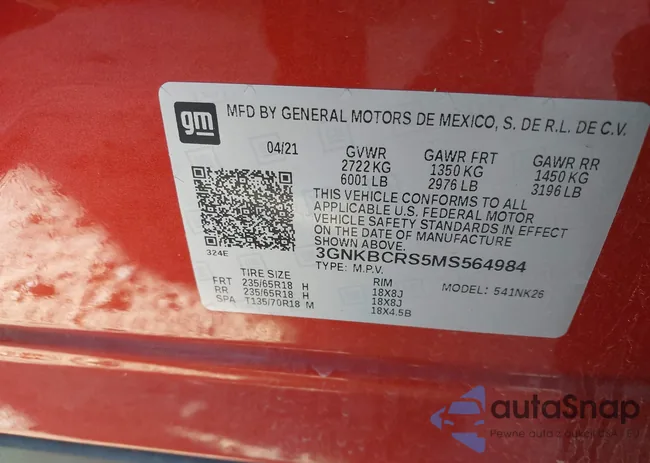 gm
MFD BY GENERAL MOTORS DE MEXICO, S. DE R.L. DE C.V.
04/21 GVWR GAWR FRT GAWR RR
2722 KG 1350 KG 1450 KG
6001 LB 2976 LB 3196 LB
THIS VEHICLE CONFORMS TO ALL
APPLICABLE U.S. FEDERAL MOTOR
VEHICLE SAFETY STANDARDS IN EFFECT
ON THE DATE OF MANUFACTURE
SHOWN ABOVE.
324E
3GNKBCRS5MS564984
TYPE: M.P.V.
TIRE SIZE RIM MODEL: 541NK26
FRT 235/65R18 H 18X8J
RR 235/65R18 H 18X8J
SPA T135/70R18 M 18X4.5B
autaSnap
Pewne auto